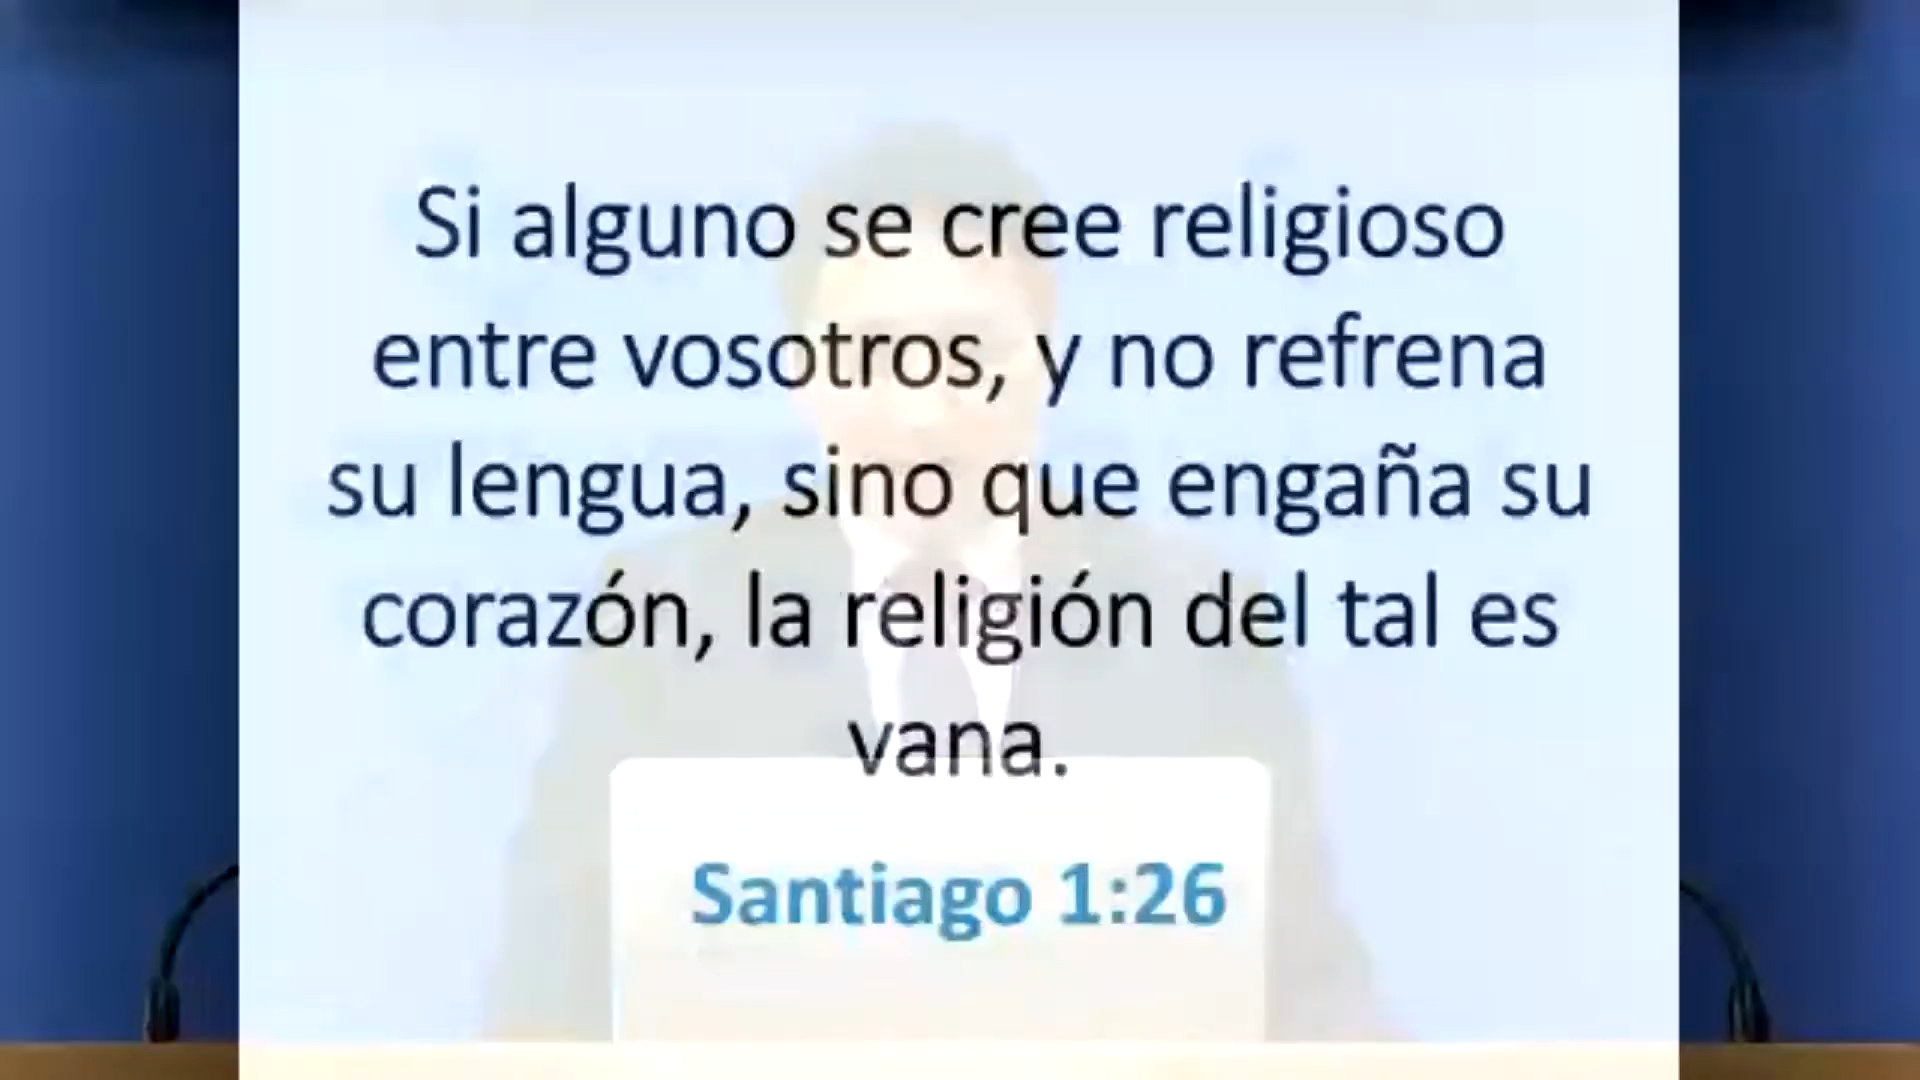 Si alguno se cree religioso
entre vosotros, y no refrena
su lengua, sino que engaña su
corazón, la religión del tal es
vana.
Santiago 1:26